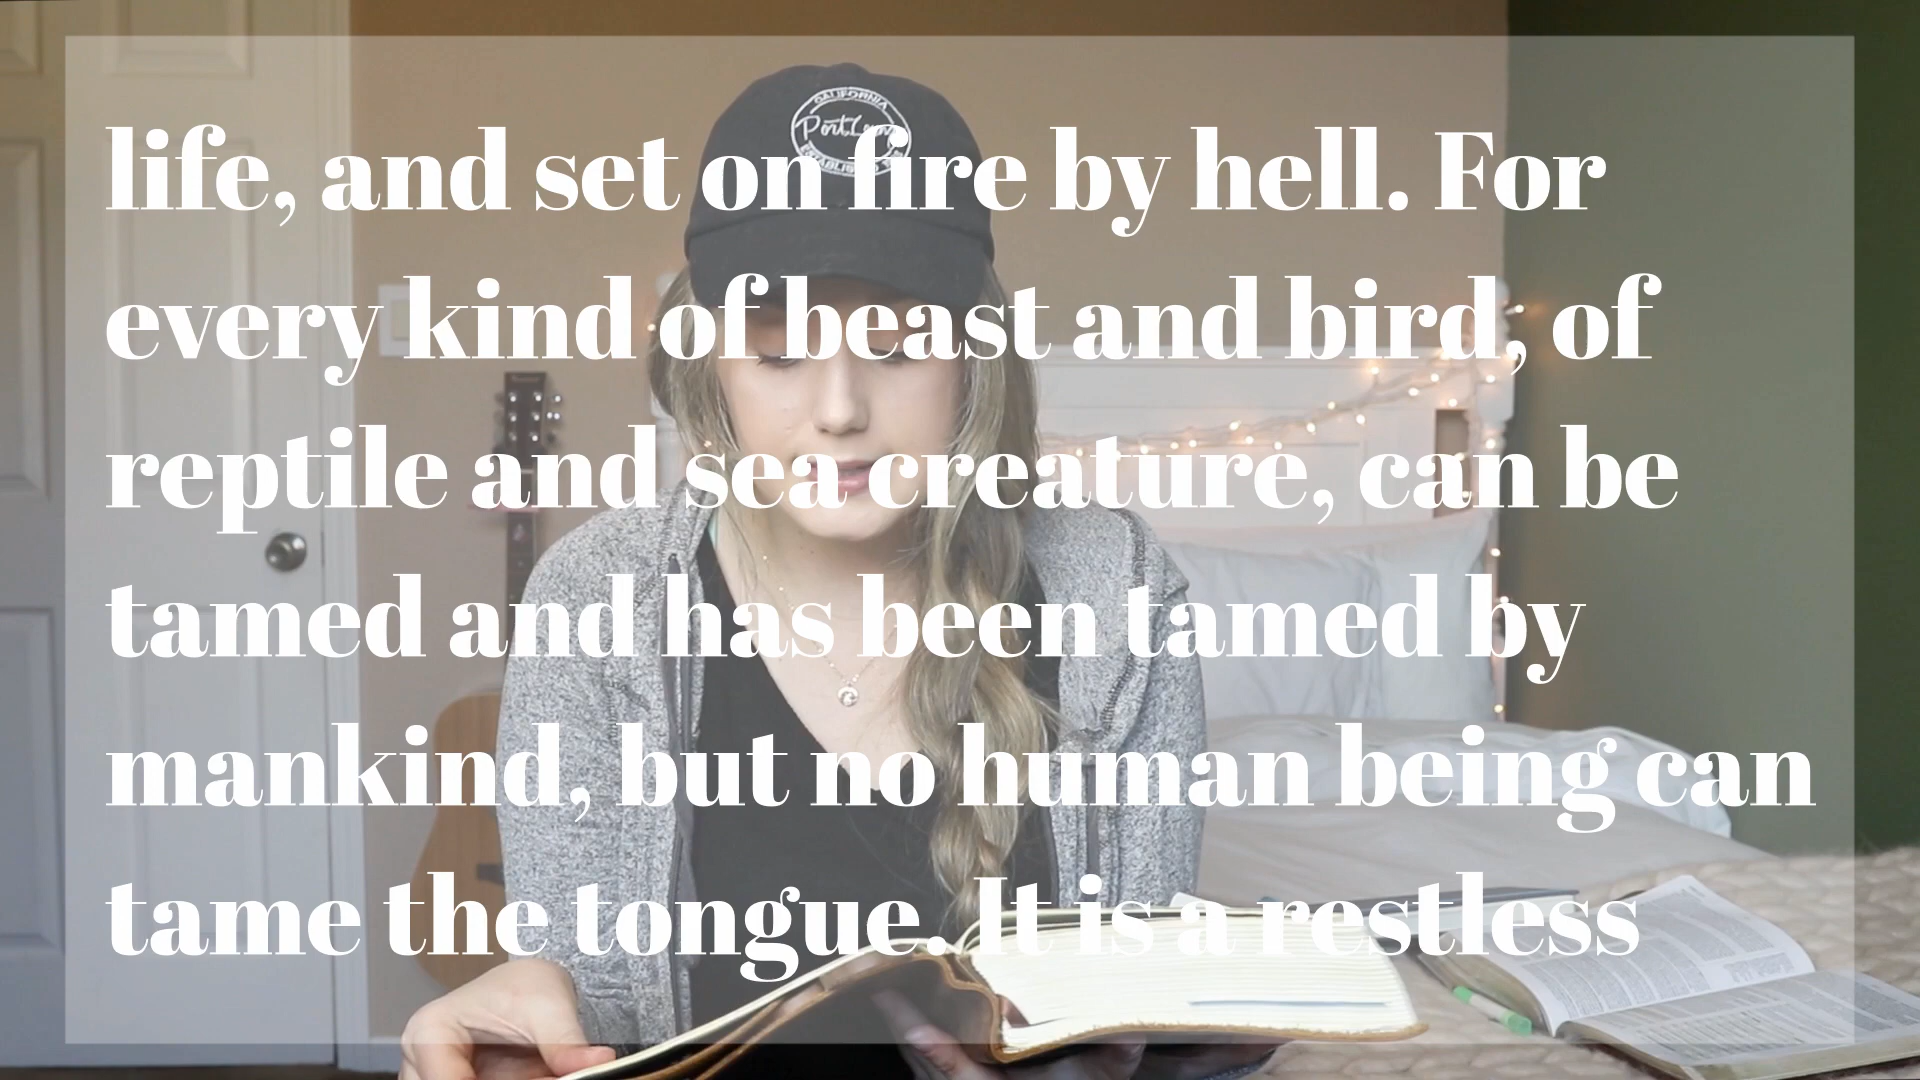 CALIFORNIA
life, and set on fire by hell. For
every kind of beast and bird, of
reptile and sea creature, can be
tamed and has been tamed by
mankind, but no human being can
tame the tongue. It is a restless